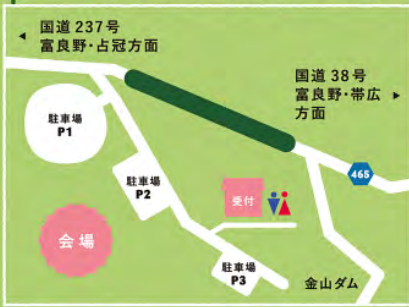 国道237号
富良野・占冠方面
国道38号
富良野・帯広
方面
駐車場
P1
駐車場
P2
465
受付
会場
駐車場
P3
金山ダム